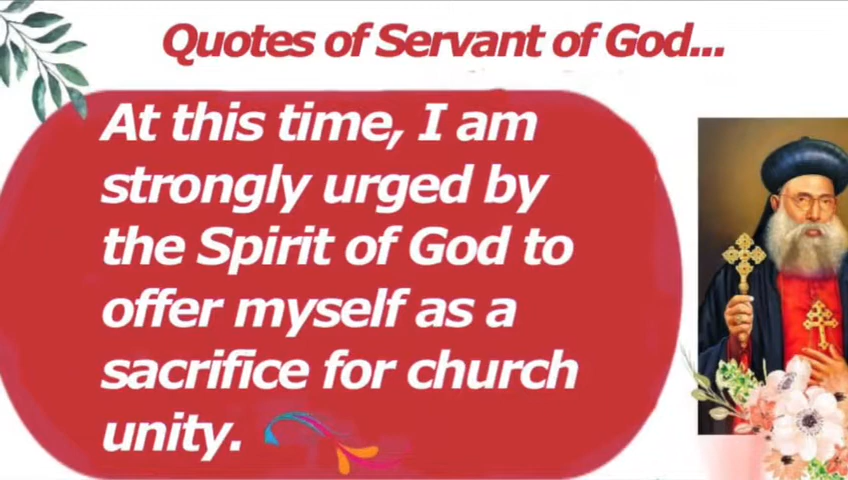 Quotes of Servant of God...
At this time, I am
strongly urged by
the Spirit of God to
offer myself as a
sacrifice for church
unity.